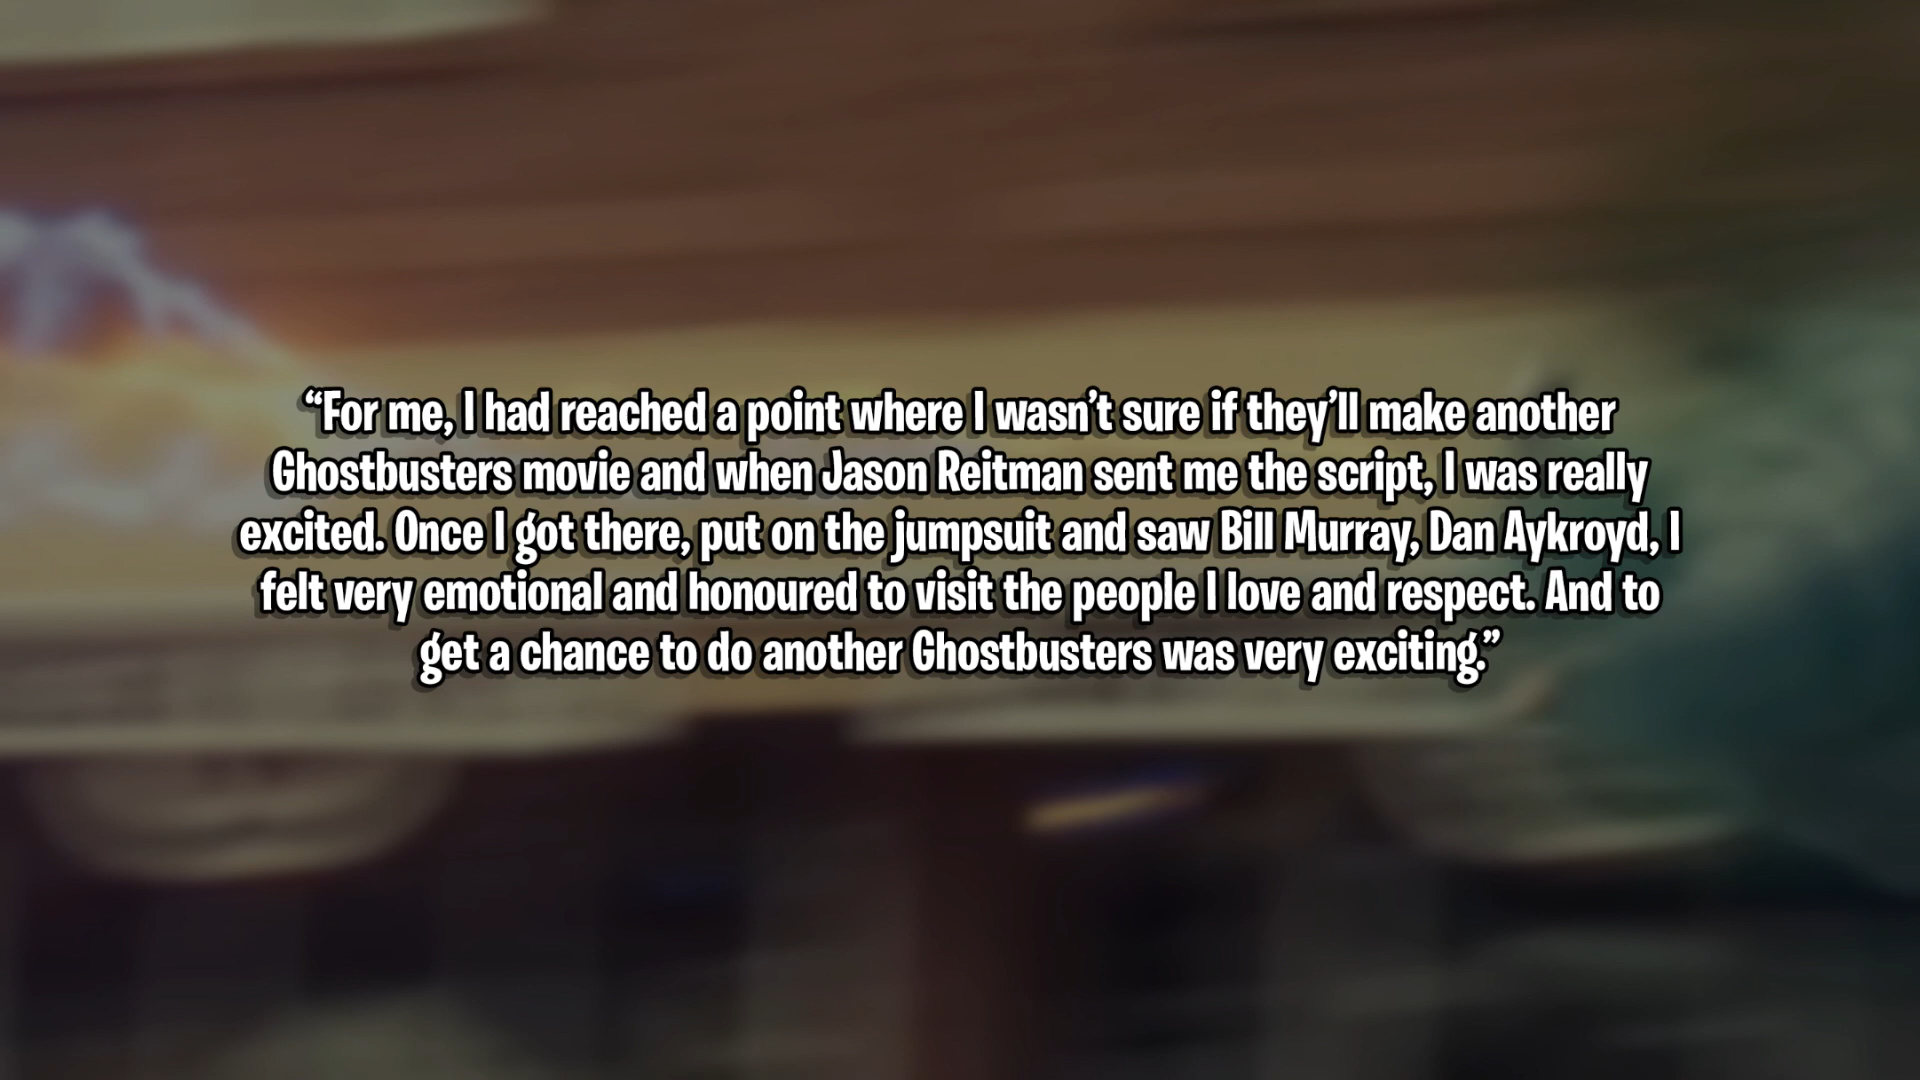 “For me, I had reached a point where I wasn’t sure if they’ll make another
Ghostbusters movie and when Jason Reitman sent me the script, I was really
excited. Once I got there, put on the jumpsuit and saw Bill Murray, Dan Aykroyd, I
felt very emotional and honoured to visit the people I love and respect. And to
get a chance to do another Ghostbusters was very exciting.”